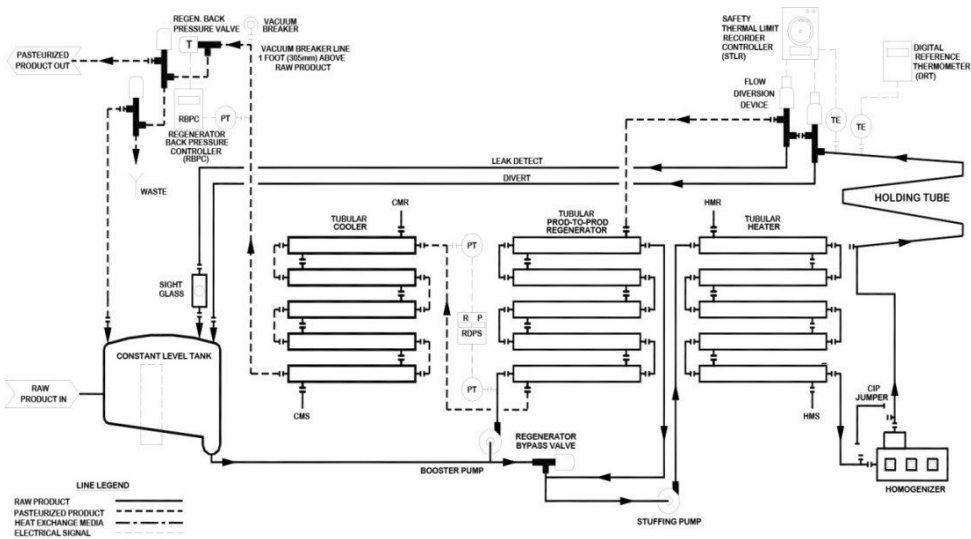 REGEN. BACK
PRESSURE VALVE
VACUUM
BREAKER
PASTEURIZED
PRODUCT OUT
T
VACUUM BREAKER LINE
1 FOOT (305mm) ABOVE
RAW PRODUCT
RBPC
PT
REGENERATOR
BACK PRESSURE
CONTROLLER
(RBPC)
WASTE
SAFETY
THERMAL LIMIT
RECORDER
CONTROLLER
(STLR)
DIGITAL
REFERENCE
THERMOMETER
(DRT)
FLOW
DIVERSION
DEVICE
TE
TE
LEAK DETECT
DIVERT
HOLDING TUBE
CMR
TUBULAR
COOLER
TUBULAR
PROD-TO-PROD
REGENERATOR
HMR
TUBULAR
HEATER
PT
R P
RDPS
PT
SIGHT
GLASS
CONSTANT LEVEL TANK
RAW
PRODUCT IN
CMS
HMS
CIP
JUMPER
BOOSTER PUMP
REGENERATOR
BYPASS VALVE
STUFFING PUMP
HOMOGENIZER
LINE LEGEND
RAW PRODUCT
PASTEURIZED PRODUCT
HEAT EXCHANGE MEDIA
ELECTRICAL SIGNAL